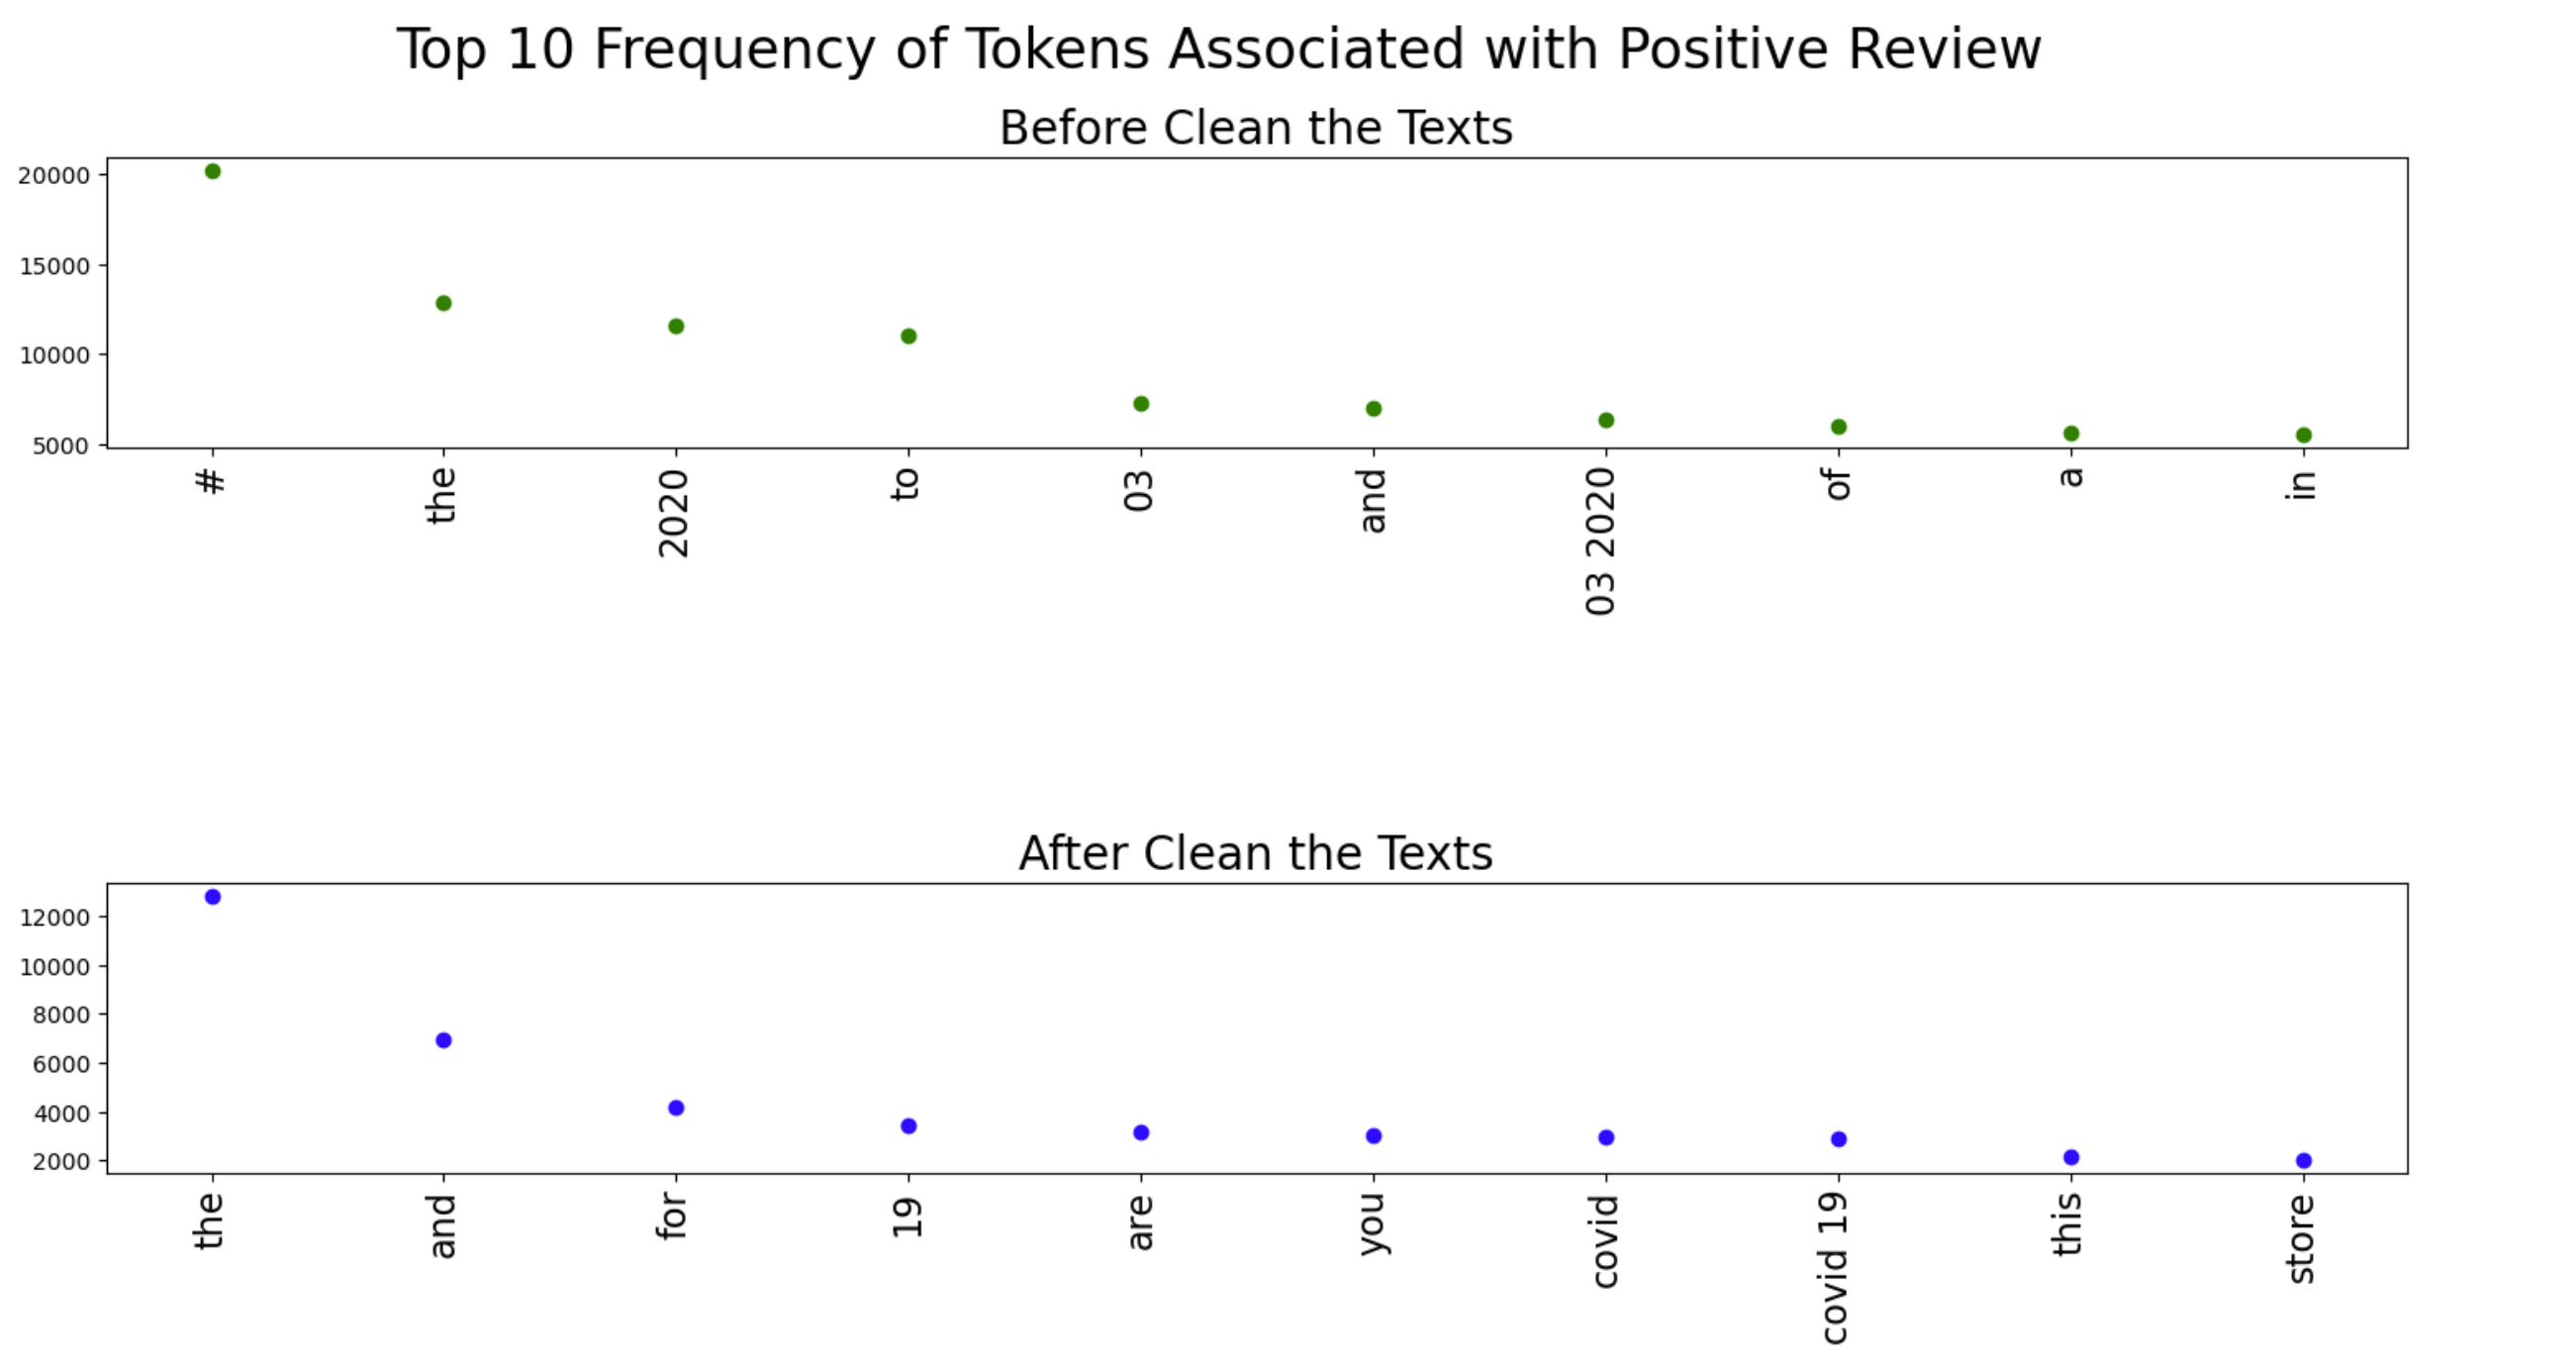 Top 10 Frequency of Tokens Associated with Positive Review
Before Clean the Texts
20000
15000
10000
5000
#
the
2020
to
03
and
03 2020
of
a
in
After Clean the Texts
12000
10000
8000
6000
4000
2000
the
and
for
19
are
you
covid
covid 19
this
store